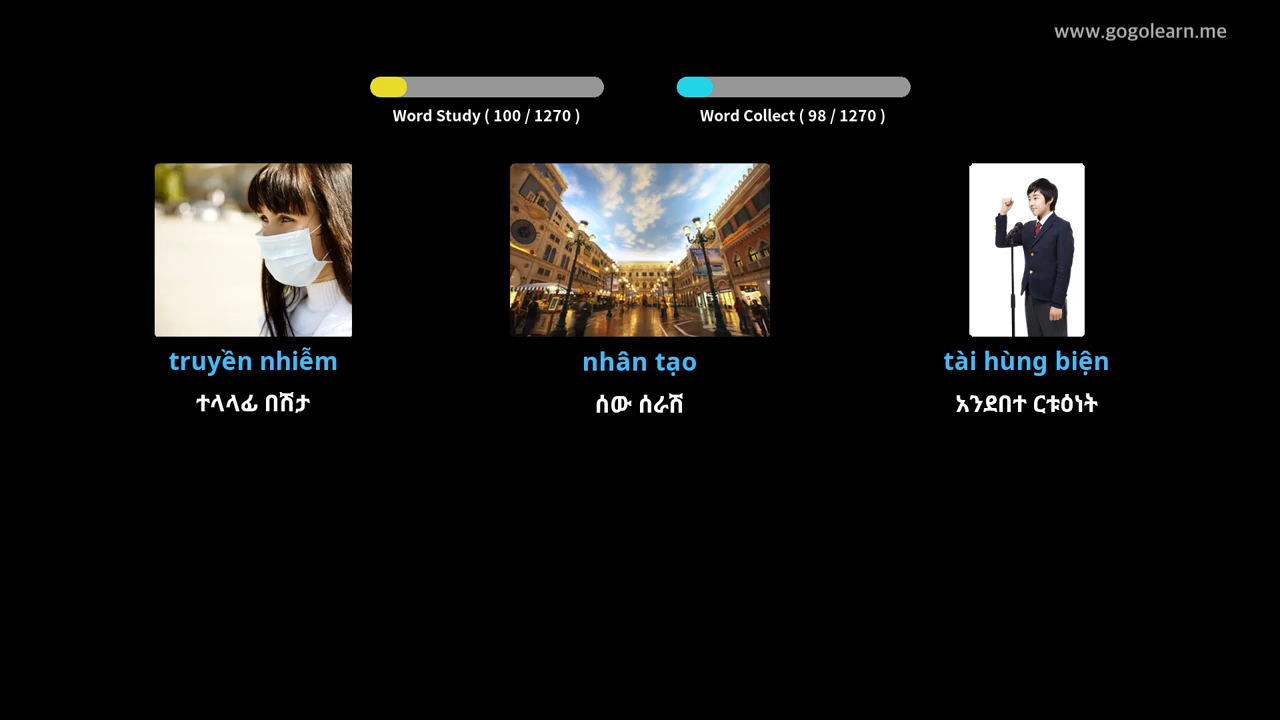 www.gogolearn.me
Word Study ( 100 / 1270 )
Word Collect ( 98 / 1270 )
truyền nhiễm
nhân tạo
tài hùng biện
ተላላፊ በሽታ
ሰው ሰራሽ
አንደበተ ርቱዕነት